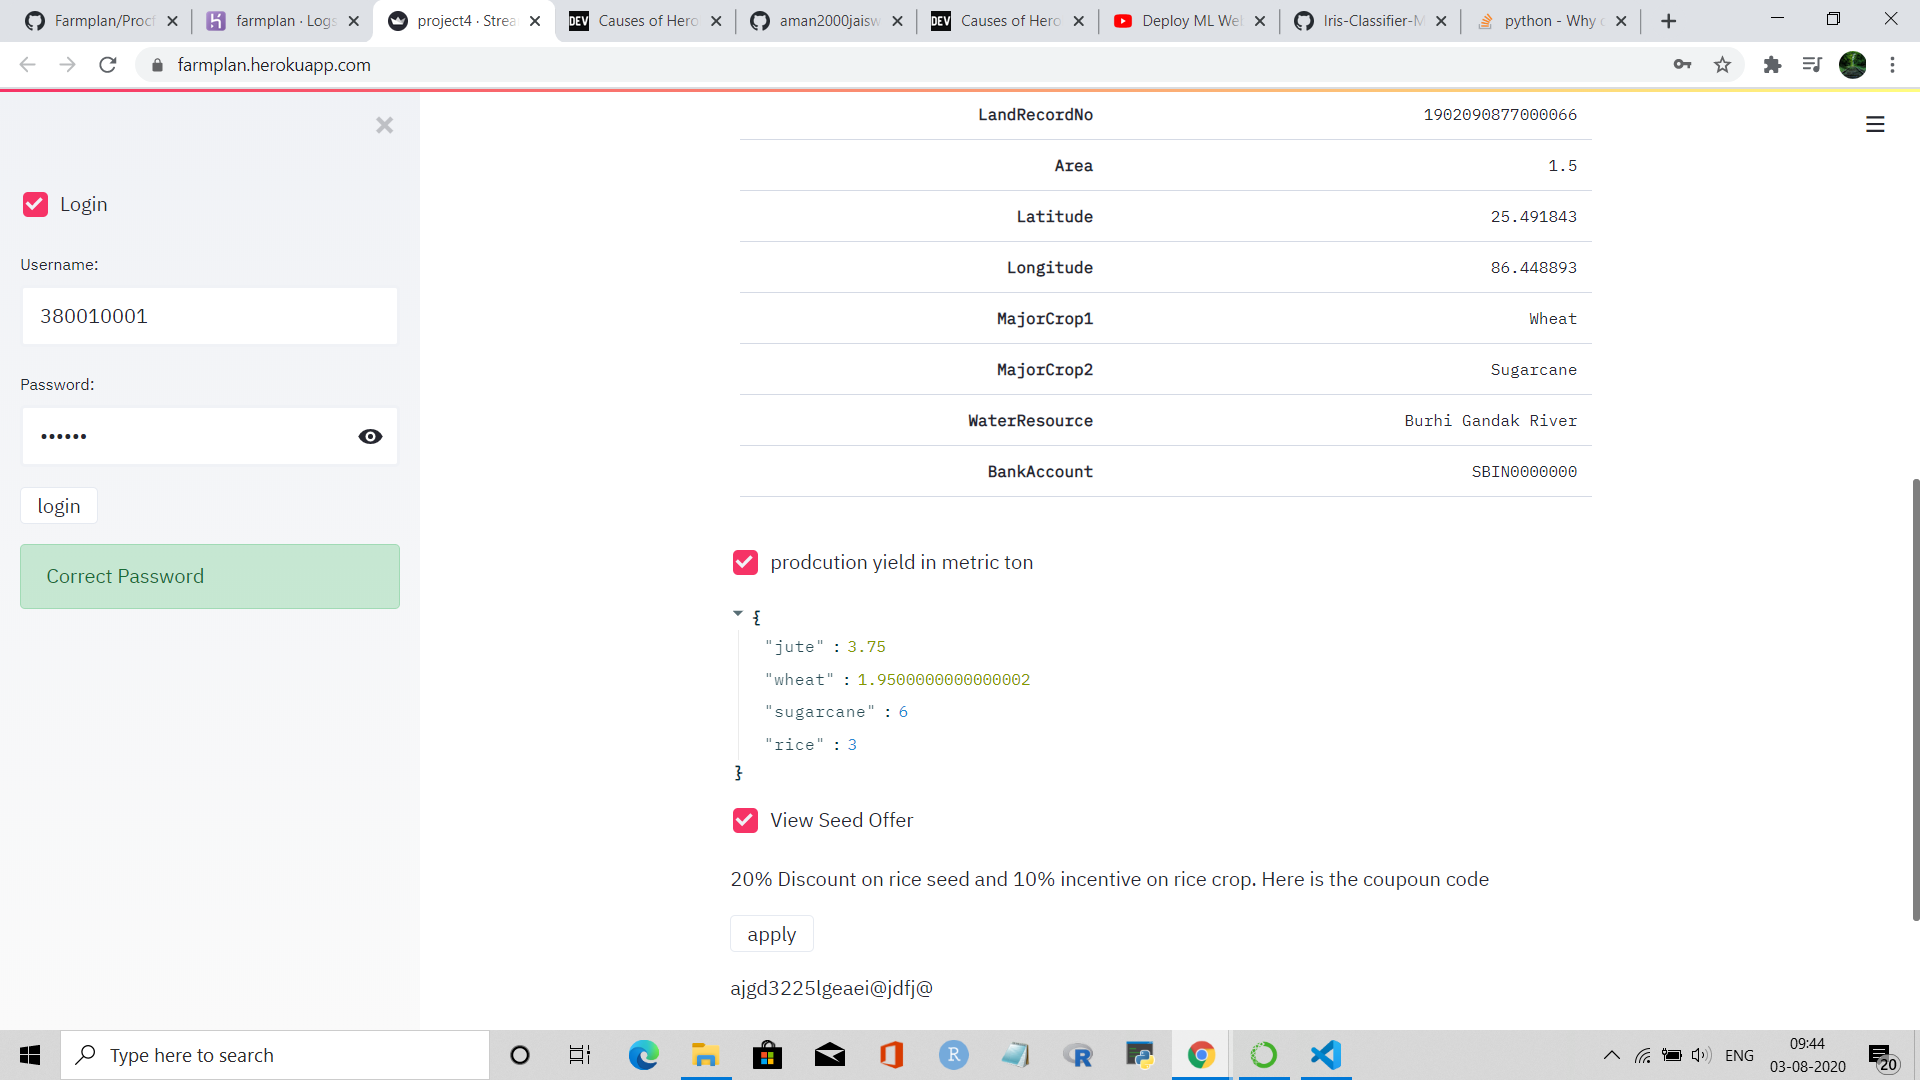 Farmplan/Procf
farmplan · Logs
project4 · Strea
DEV Causes of Hero
aman2000jaisw
DEV Causes of Hero
Deploy ML Web
Iris-Classifier-M
python - Why
farmplan.herokuapp.com
Login
Username:
380010001
Password:
••••••
login
Correct Password
LandRecordNo 1902090877000066
Area 1.5
Latitude 25.491843
Longitude 86.448893
MajorCrop1 Wheat
MajorCrop2 Sugarcane
WaterResource Burhi Gandak River
BankAccount SBIN0000000
prodcution yield in metric ton
{
"jute" : 3.75
"wheat" : 1.9500000000000002
"sugarcane" : 6
"rice" : 3
}
View Seed Offer
20% Discount on rice seed and 10% incentive on rice crop. Here is the coupoun code
apply
ajgd3225lgeaei@jdfj@
Type here to search
ENG
09:44
03-08-2020
20